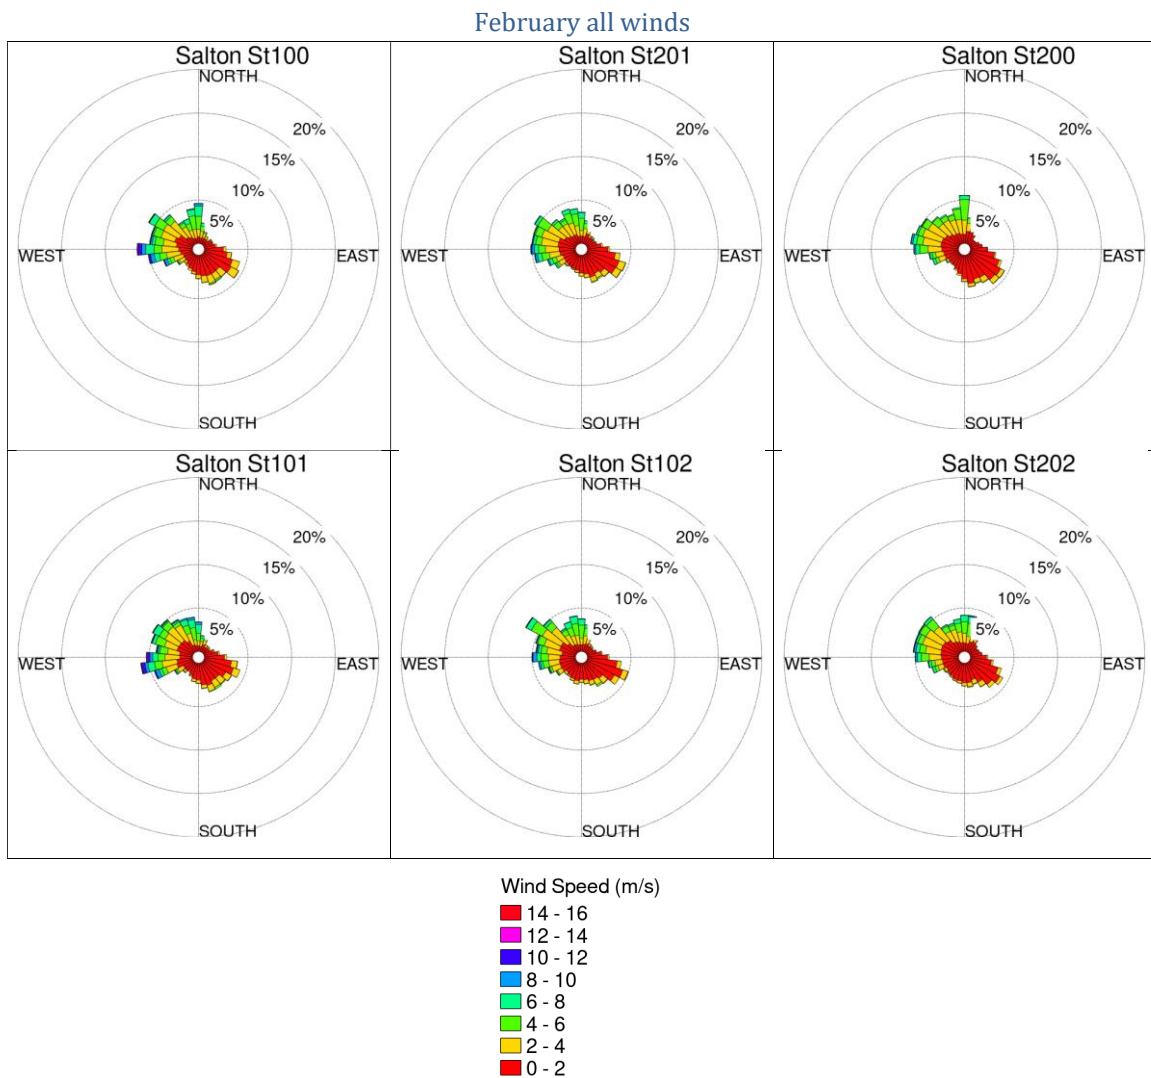 February all winds
Salton St100
NORTH
20%
15%
10%
5%
WEST
EAST
SOUTH
Salton St201
NORTH
20%
15%
10%
5%
WEST
EAST
SOUTH
Salton St200
NORTH
20%
15%
10%
5%
WEST
EAST
SOUTH
Salton St101
NORTH
20%
15%
10%
5%
WEST
EAST
SOUTH
Salton St102
NORTH
20%
15%
10%
5%
WEST
EAST
SOUTH
Salton St202
NORTH
20%
15%
10%
5%
WEST
EAST
SOUTH
Wind Speed (m/s)
14 - 16
12 - 14
10 - 12
8 - 10
6 - 8
4 - 6
2 - 4
0 - 2